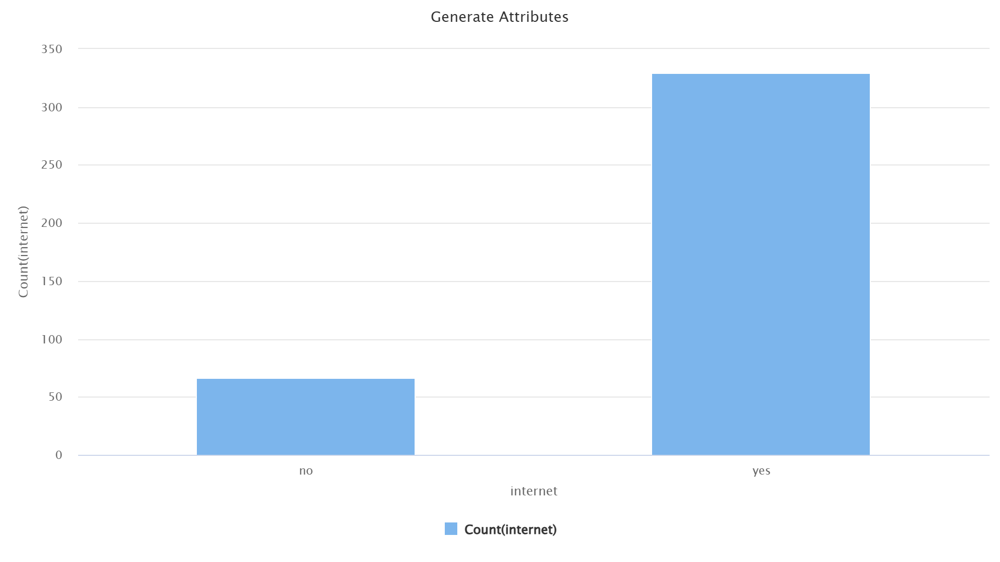 Generate Attributes
350
300
250
200
150
100
50
0
Count(internet)
no
yes
internet
Count(internet)